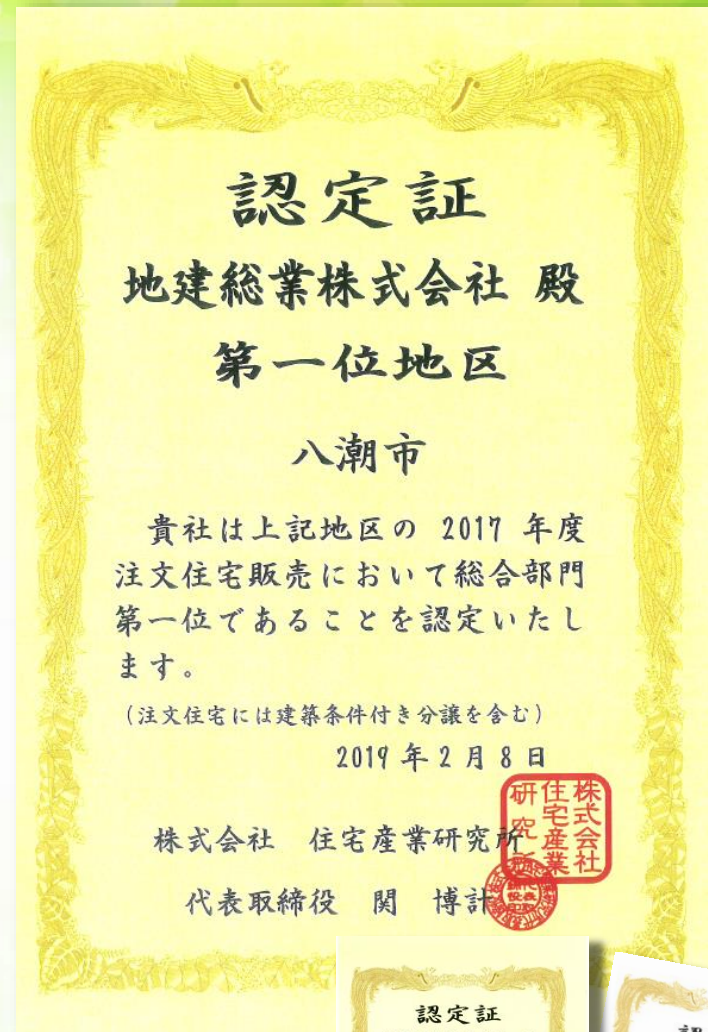 認定証
地建総業株式会社 殿
第一位地区
八潮市
貴社は上記地区の 2017 年度
注文住宅販売において総合部門
第一位であることを認定いたし
ます。
(注文住宅には建築条件付き分譲を含む)
2019年2月8日
株式会社 住宅産業研究所
代表取締役 関 博計
株式会社
住宅産業
研究所
認定証